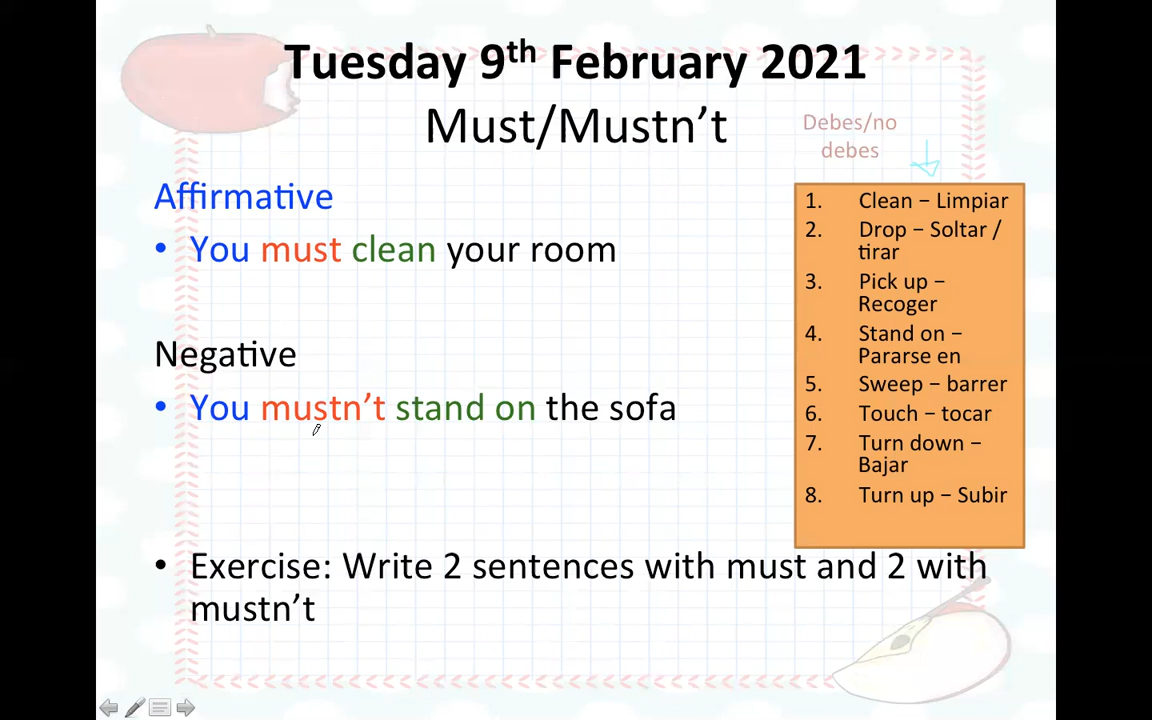 Tuesday 9th February 2021
Must/Mustn’t
Debes/no
debes
Affirmative
• You must clean your room
Negative
• You mustn’t stand on the sofa
1. Clean – Limpiar
2. Drop – Soltar /
tirar
3. Pick up –
Recoger
4. Stand on –
Pararse en
5. Sweep – barrer
6. Touch – tocar
7. Turn down –
Bajar
8. Turn up – Subir
• Exercise: Write 2 sentences with must and 2 with
mustn’t